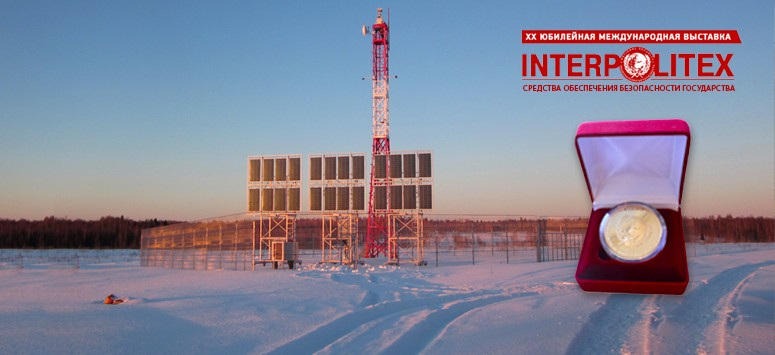 XX ЮБИЛЕЙНАЯ МЕЖДУНАРОДНАЯ ВЫСТАВКА
INTERPOLITEX
СРЕДСТВА ОБЕСПЕЧЕНИЯ БЕЗОПАСНОСТИ ГОСУДАРСТВА